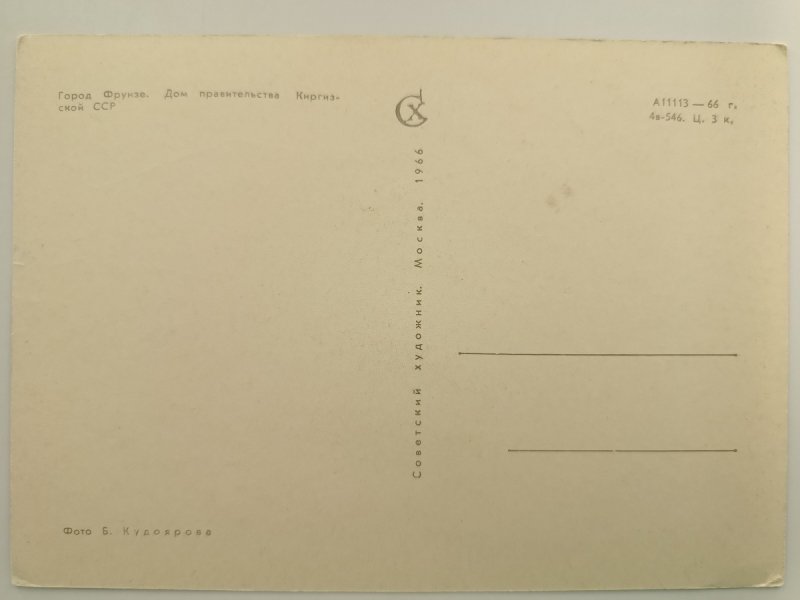 Город Фрунзе. Дом правительства Киргиз-
ской ССР
СХ
А11113—66 г.
4в-546. Ц. 3 к.
Советский художник. Москва. 1966
Фото Б. Кудоярова